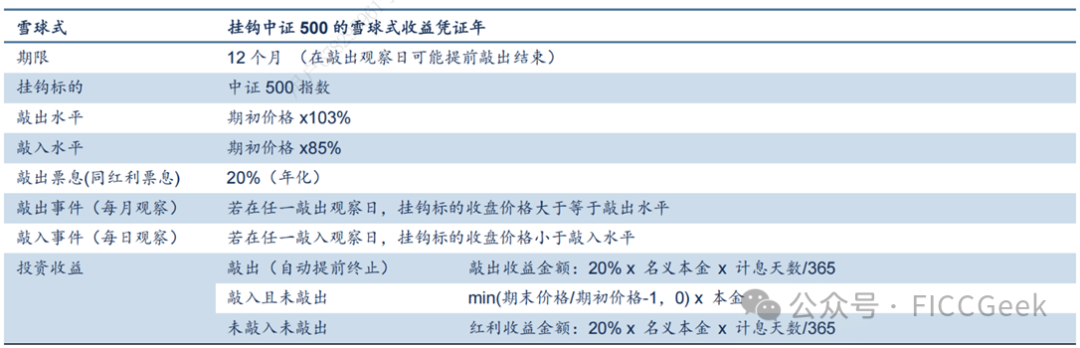 雪球式 挂钩中证 500 的雪球式收益凭证年
期限 12 个月 （在敲出观察日可能提前敲出结束）
挂钩标的 中证 500 指数
敲出水平 期初价格 x103%
敲入水平 期初价格 x85%
敲出票息(同红利票息) 20%（年化）
敲出事件（每月观察） 若在任一敲出观察日，挂钩标的收盘价格大于等于敲出水平
敲入事件（每日观察） 若在任一敲入观察日，挂钩标的收盘价格小于敲入水平
投资收益 敲出（自动提前终止） 敲出收益金额：20% x 名义本金 x 计息天数/365
敲入且未敲出 min(期末价格/期初价格-1，0) x 本金
公众号 · FICCGeek
未敲入未敲出 红利收益金额：20% x 名义本金 x 计息天数/365